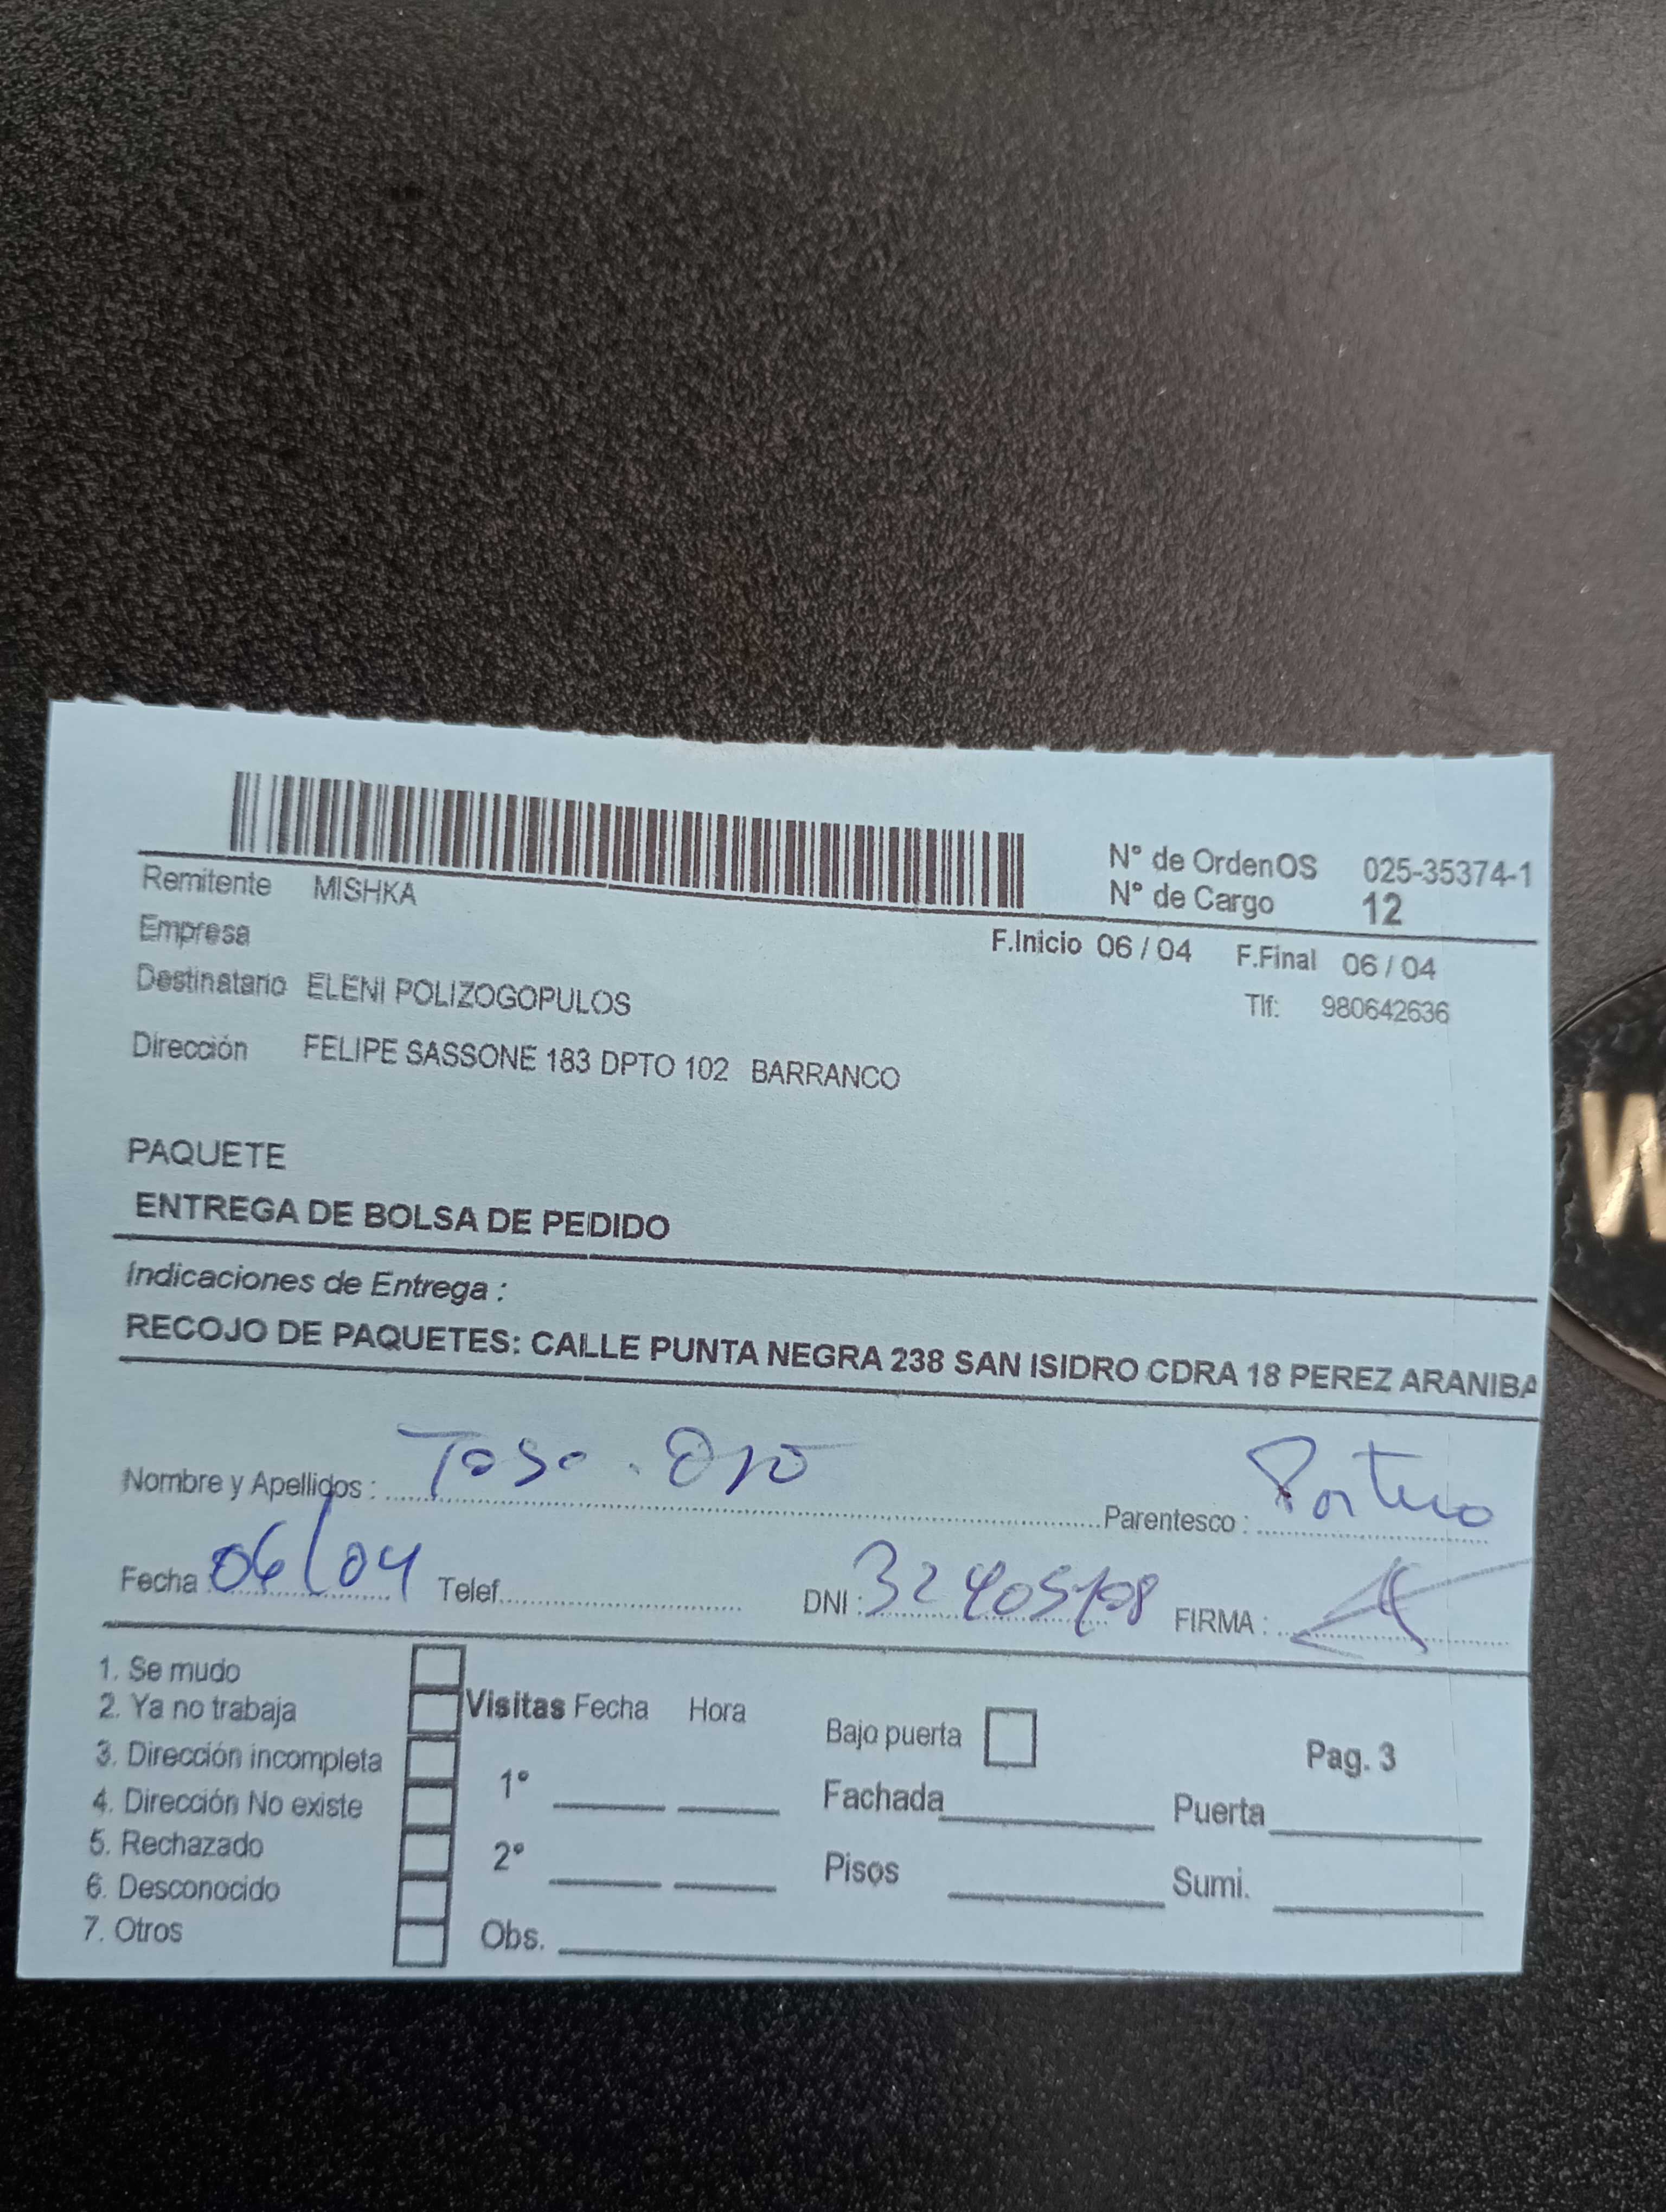 N° de OrdenOS 025-35374-1
N° de Cargo 12
Remitente MISHKA
Empresa
F.Inicio 06 / 04 F.Final 06 / 04
Destinatario ELENI POLIZOGOPULOS
Tlf: 980642636
Dirección FELIPE SASSONE 183 DPTO 102 BARRANCO
PAQUETE
ENTREGA DE BOLSA DE PEDIDO
Indicaciones de Entrega :
RECOJO DE PAQUETES: CALLE PUNTA NEGRA 238 SAN ISIDRO CDRA 18 PEREZ ARANIBA
Nombre y Apellidos : Parentesco : Portero
Fecha 06/04 Telef. DNI : FIRMA :
1. Se mudo
2. Ya no trabaja
3. Dirección incompleta
4. Dirección No existe
5. Rechazado
6. Desconocido
7. Otros
Visitas Fecha Hora
1°
2°
Obs.
Bajo puerta
Fachada
Pisos
Pag. 3
Puerta
Sumi.
W